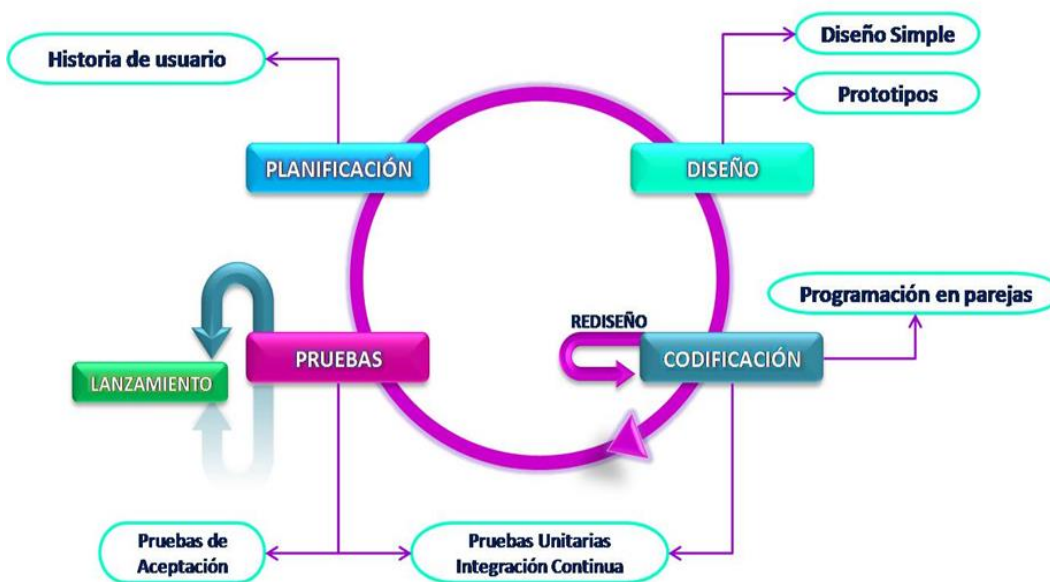 Historia de usuario
Diseño Simple
Prototipos
PLANIFICACIÓN
DISEÑO
Programación en parejas
REDISEÑO
CODIFICACIÓN
PRUEBAS
LANZAMIENTO
Pruebas de
Aceptación
Pruebas Unitarias
Integración Continua